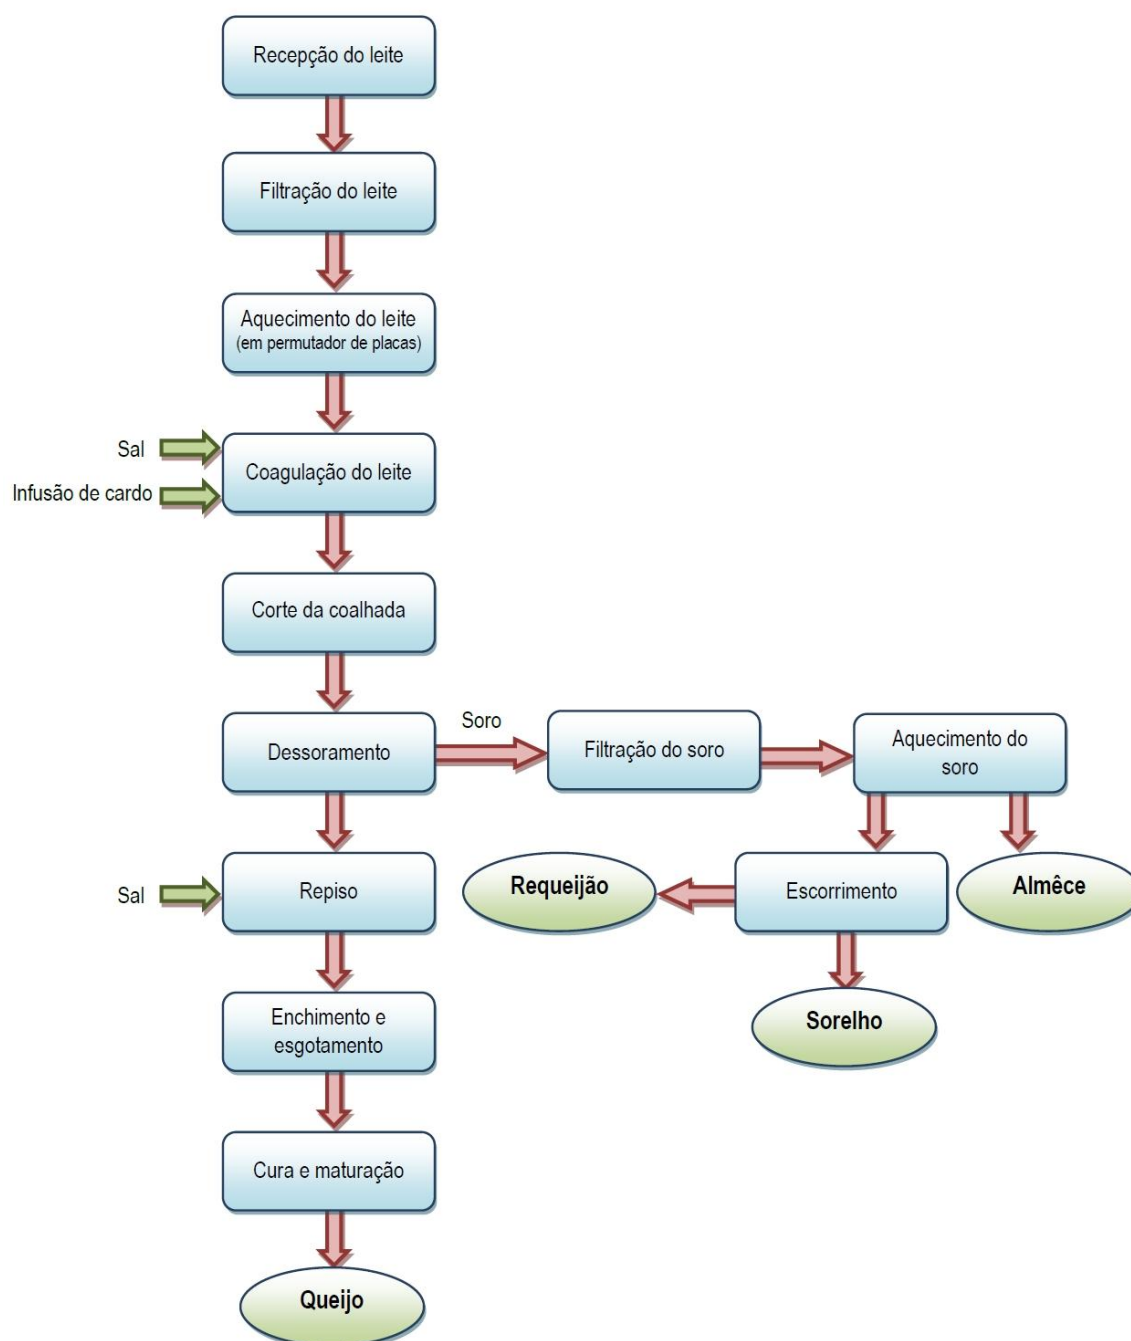 Recepção do leite
Filtração do leite
Aquecimento do leite
(em permutador de placas)
Sal
Coagulação do leite
Infusão de cardo
Corte da coalhada
Dessoramento
Soro
Filtração do soro
Aquecimento do
soro
Sal
Repiso
Requeijão
Escorrimento
Almêce
Enchimento e
esgotamento
Sorelho
Cura e maturação
Queijo